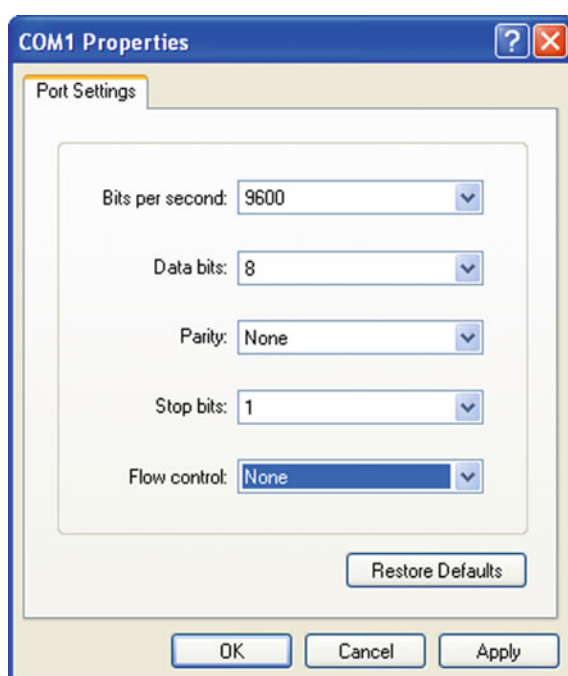 COM1 Properties
Port Settings
Bits per second: 9600
Data bits: 8
Parity: None
Stop bits: 1
Flow control: None
Restore Defaults
OK Cancel Apply